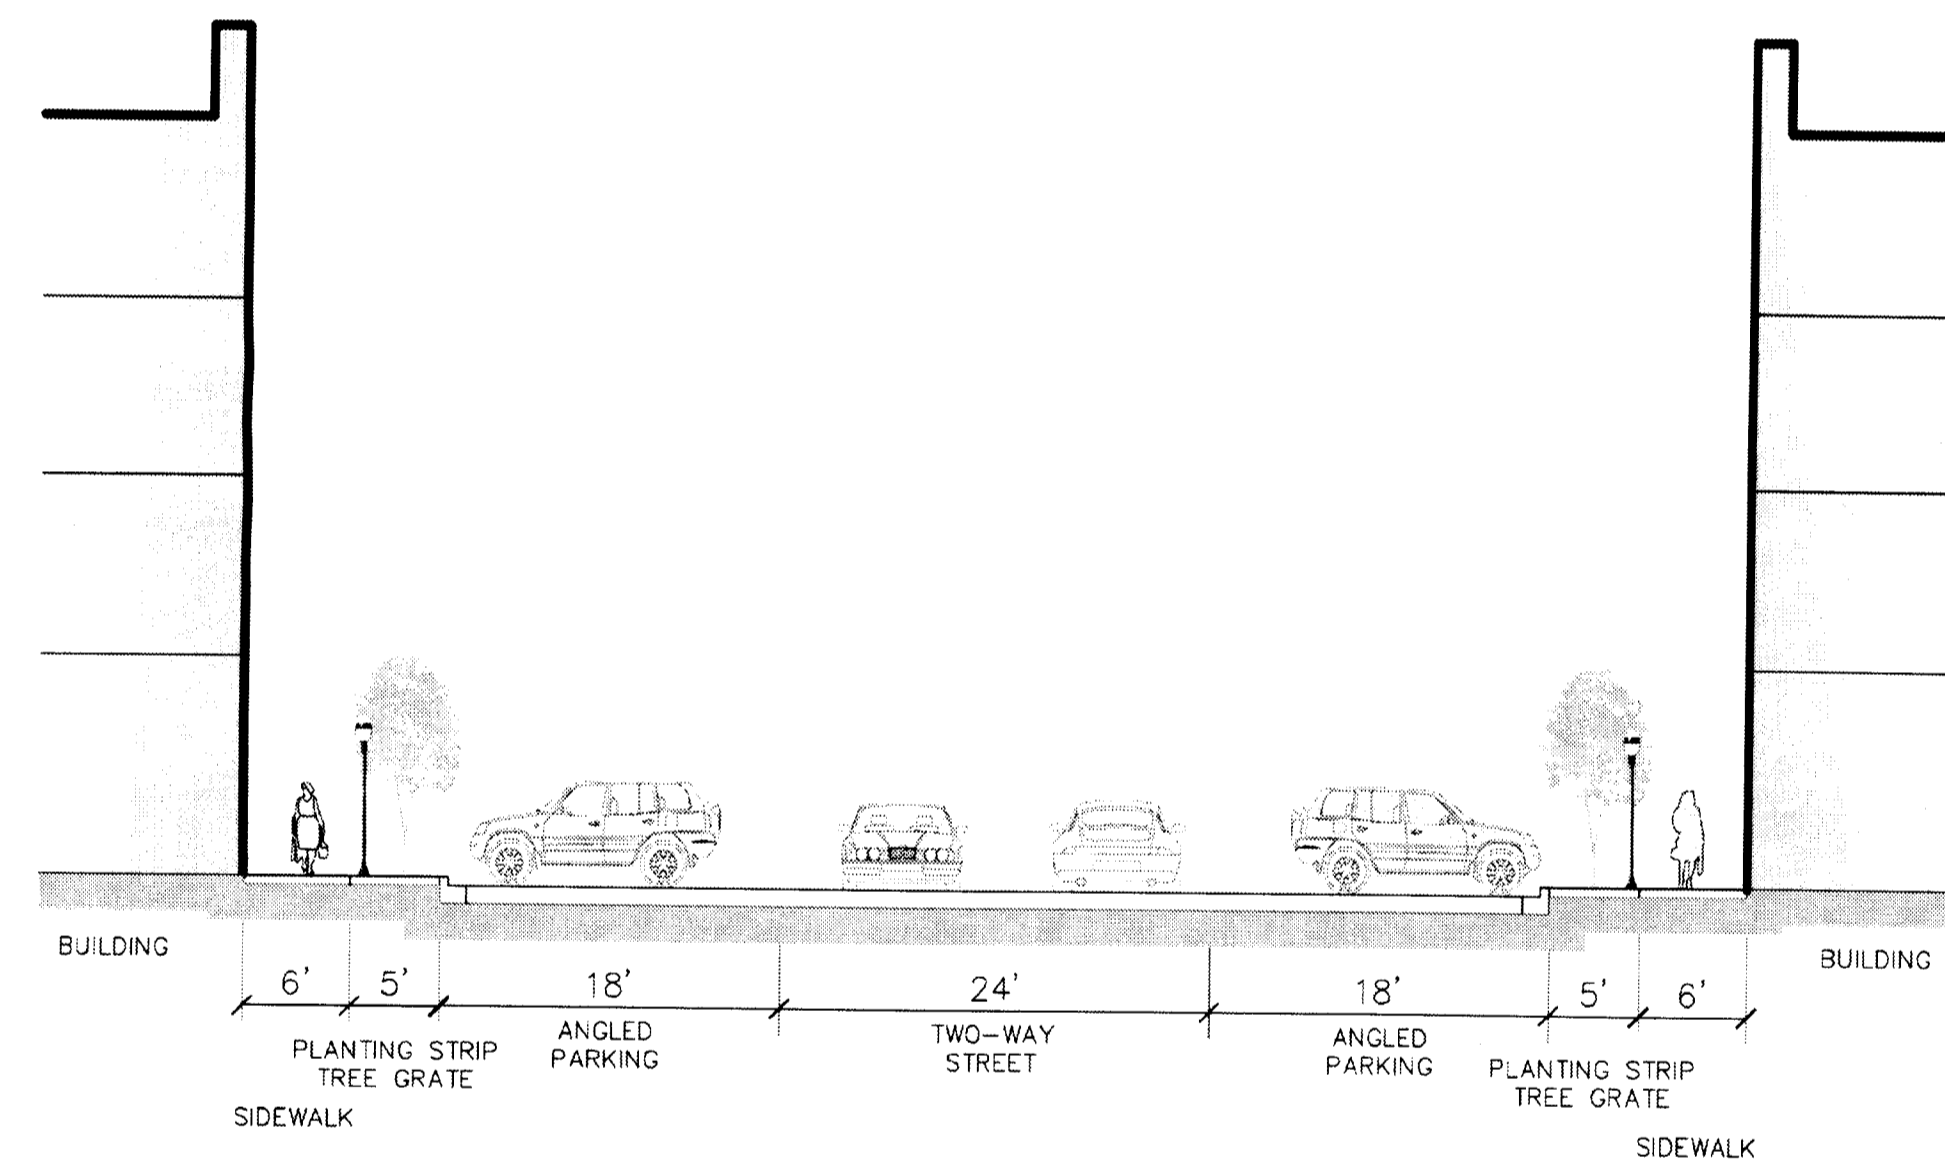 BUILDING
BUILDING
6' 5' 18' 24' 18' 5' 6'
ANGLED
PARKING
TWO-WAY
STREET
ANGLED
PARKING
PLANTING STRIP
TREE GRATE
PLANTING STRIP
TREE GRATE
SIDEWALK
SIDEWALK